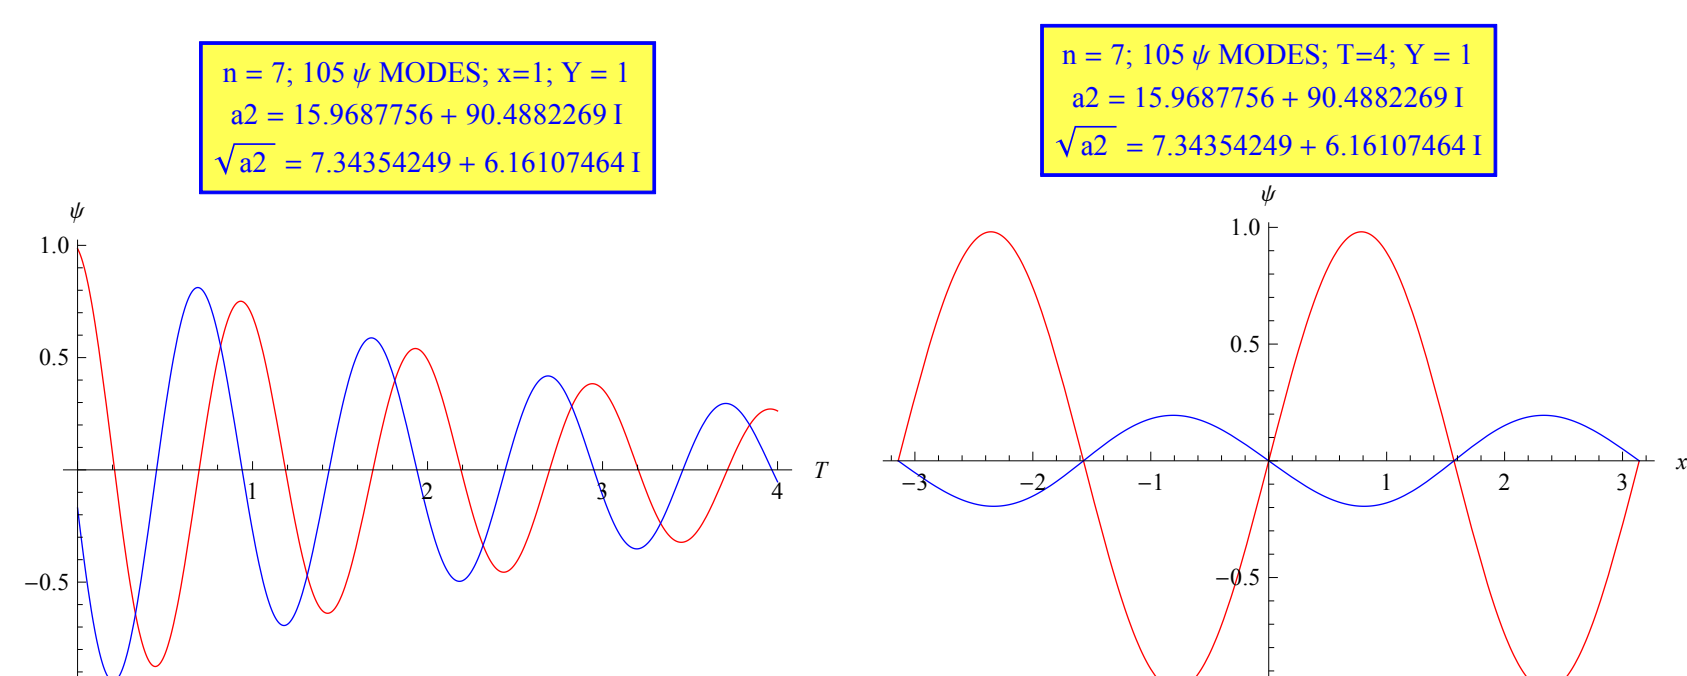 n = 7; 105 ψ MODES; x=1; Y = 1
a2 = 15.9687756 + 90.4882269 I
√a2 = 7.34354249 + 6.16107464 I
ψ
1.0
0.5
−0.5
1
2
3
4
T
n = 7; 105 ψ MODES; T=4; Y = 1
a2 = 15.9687756 + 90.4882269 I
√a2 = 7.34354249 + 6.16107464 I
ψ
1.0
0.5
−0.5
−3
−2
−1
1
2
3
x